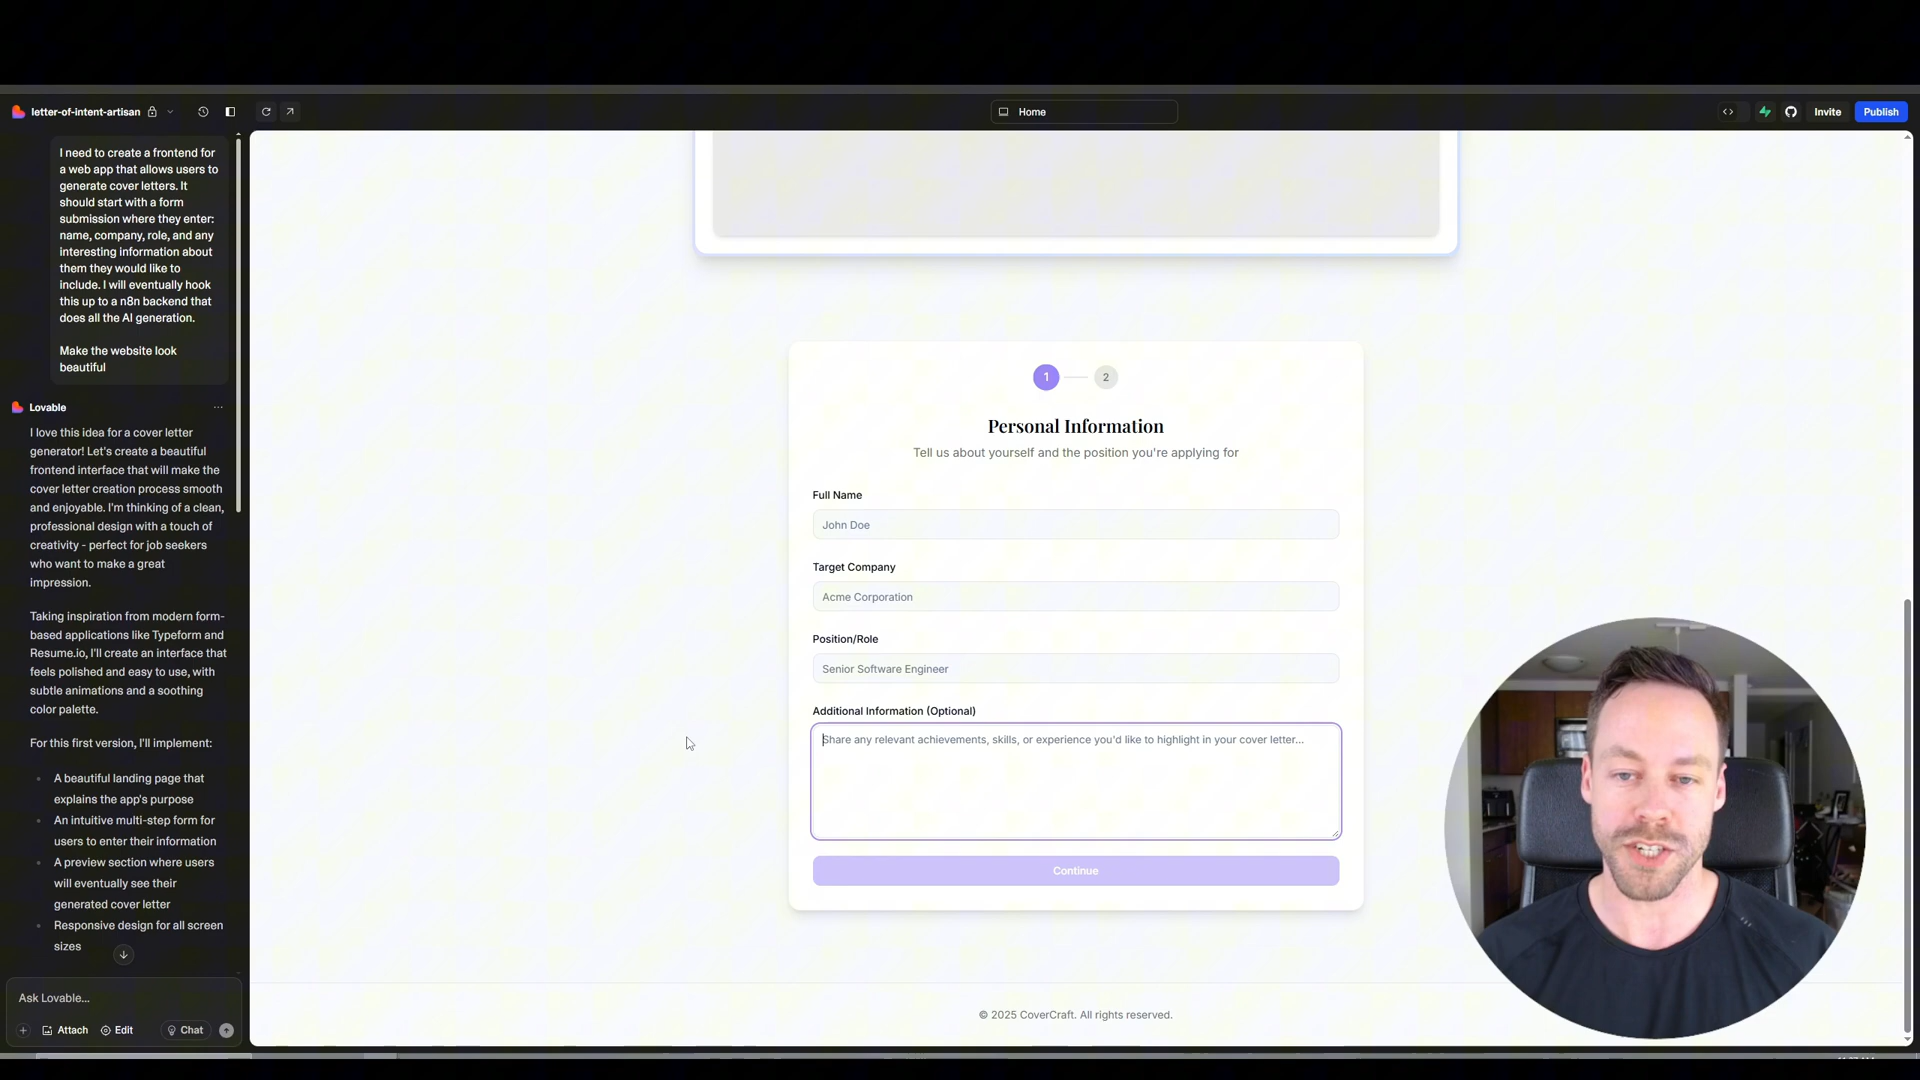 letter-of-intent-artisan
Home
Invite
Publish
I need to create a frontend for
a web app that allows users to
generate cover letters. It
should start with a form
submission where they enter:
name, company, role, and any
interesting information about
them they would like to
include. I will eventually hook
this up to a n8n backend that
does all the AI generation.
Make the website look
beautiful
Lovable
I love this idea for a cover letter
generator! Let's create a beautiful
frontend interface that will make the
cover letter creation process smooth
and enjoyable. I'm thinking of a clean,
professional design with a touch of
creativity - perfect for job seekers
who want to make a great
impression.
Taking inspiration from modern form-
based applications like Typeform and
Resume.io, I'll create an interface that
feels polished and easy to use, with
subtle animations and a soothing
color palette.
For this first version, I'll implement:
A beautiful landing page that
explains the app's purpose
An intuitive multi-step form for
users to enter their information
A preview section where users
will eventually see their
generated cover letter
Responsive design for all screen
sizes
Ask Lovable...
Attach
Edit
Chat
1
2
Personal Information
Tell us about yourself and the position you're applying for
Full Name
John Doe
Target Company
Acme Corporation
Position/Role
Senior Software Engineer
Additional Information (Optional)
Share any relevant achievements, skills, or experience you'd like to highlight in your cover letter...
Continue
© 2025 CoverCraft. All rights reserved.